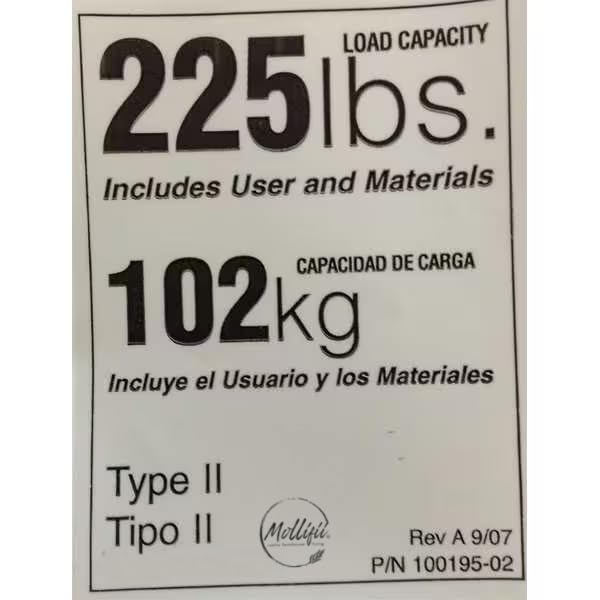 LOAD CAPACITY
225lbs.
Includes User and Materials
CAPACIDAD DE CARGA
102kg
Incluye el Usuario y los Materiales
Type II
Tipo II
Mollifii
Rev A 9/07
P/N 100195-02